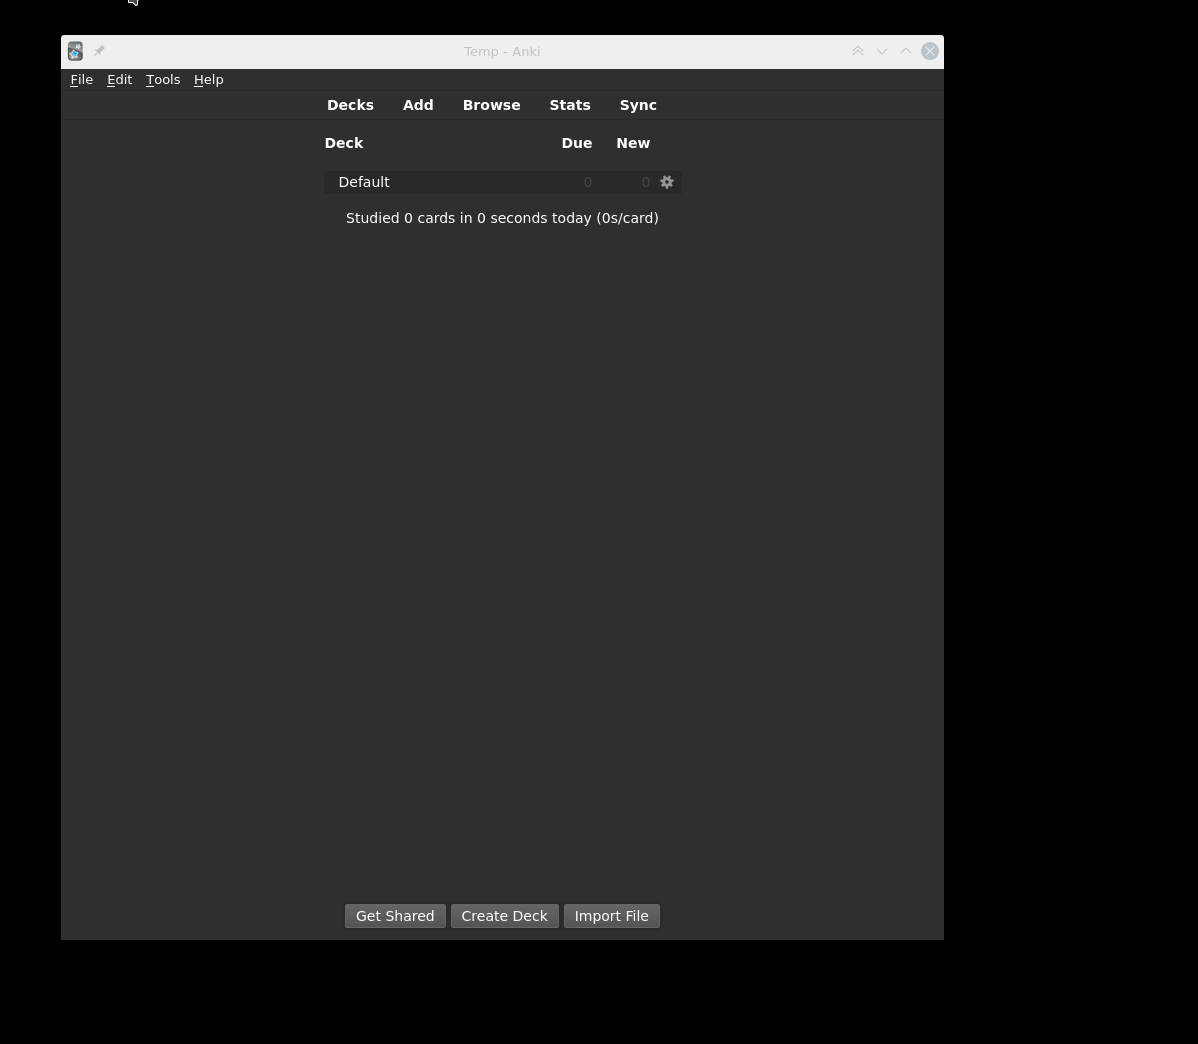 Temp - Anki
File Edit Tools Help
Decks Add Browse Stats Sync
Deck Due New
Default 0 0
Studied 0 cards in 0 seconds today (0s/card)
Get Shared Create Deck Import File